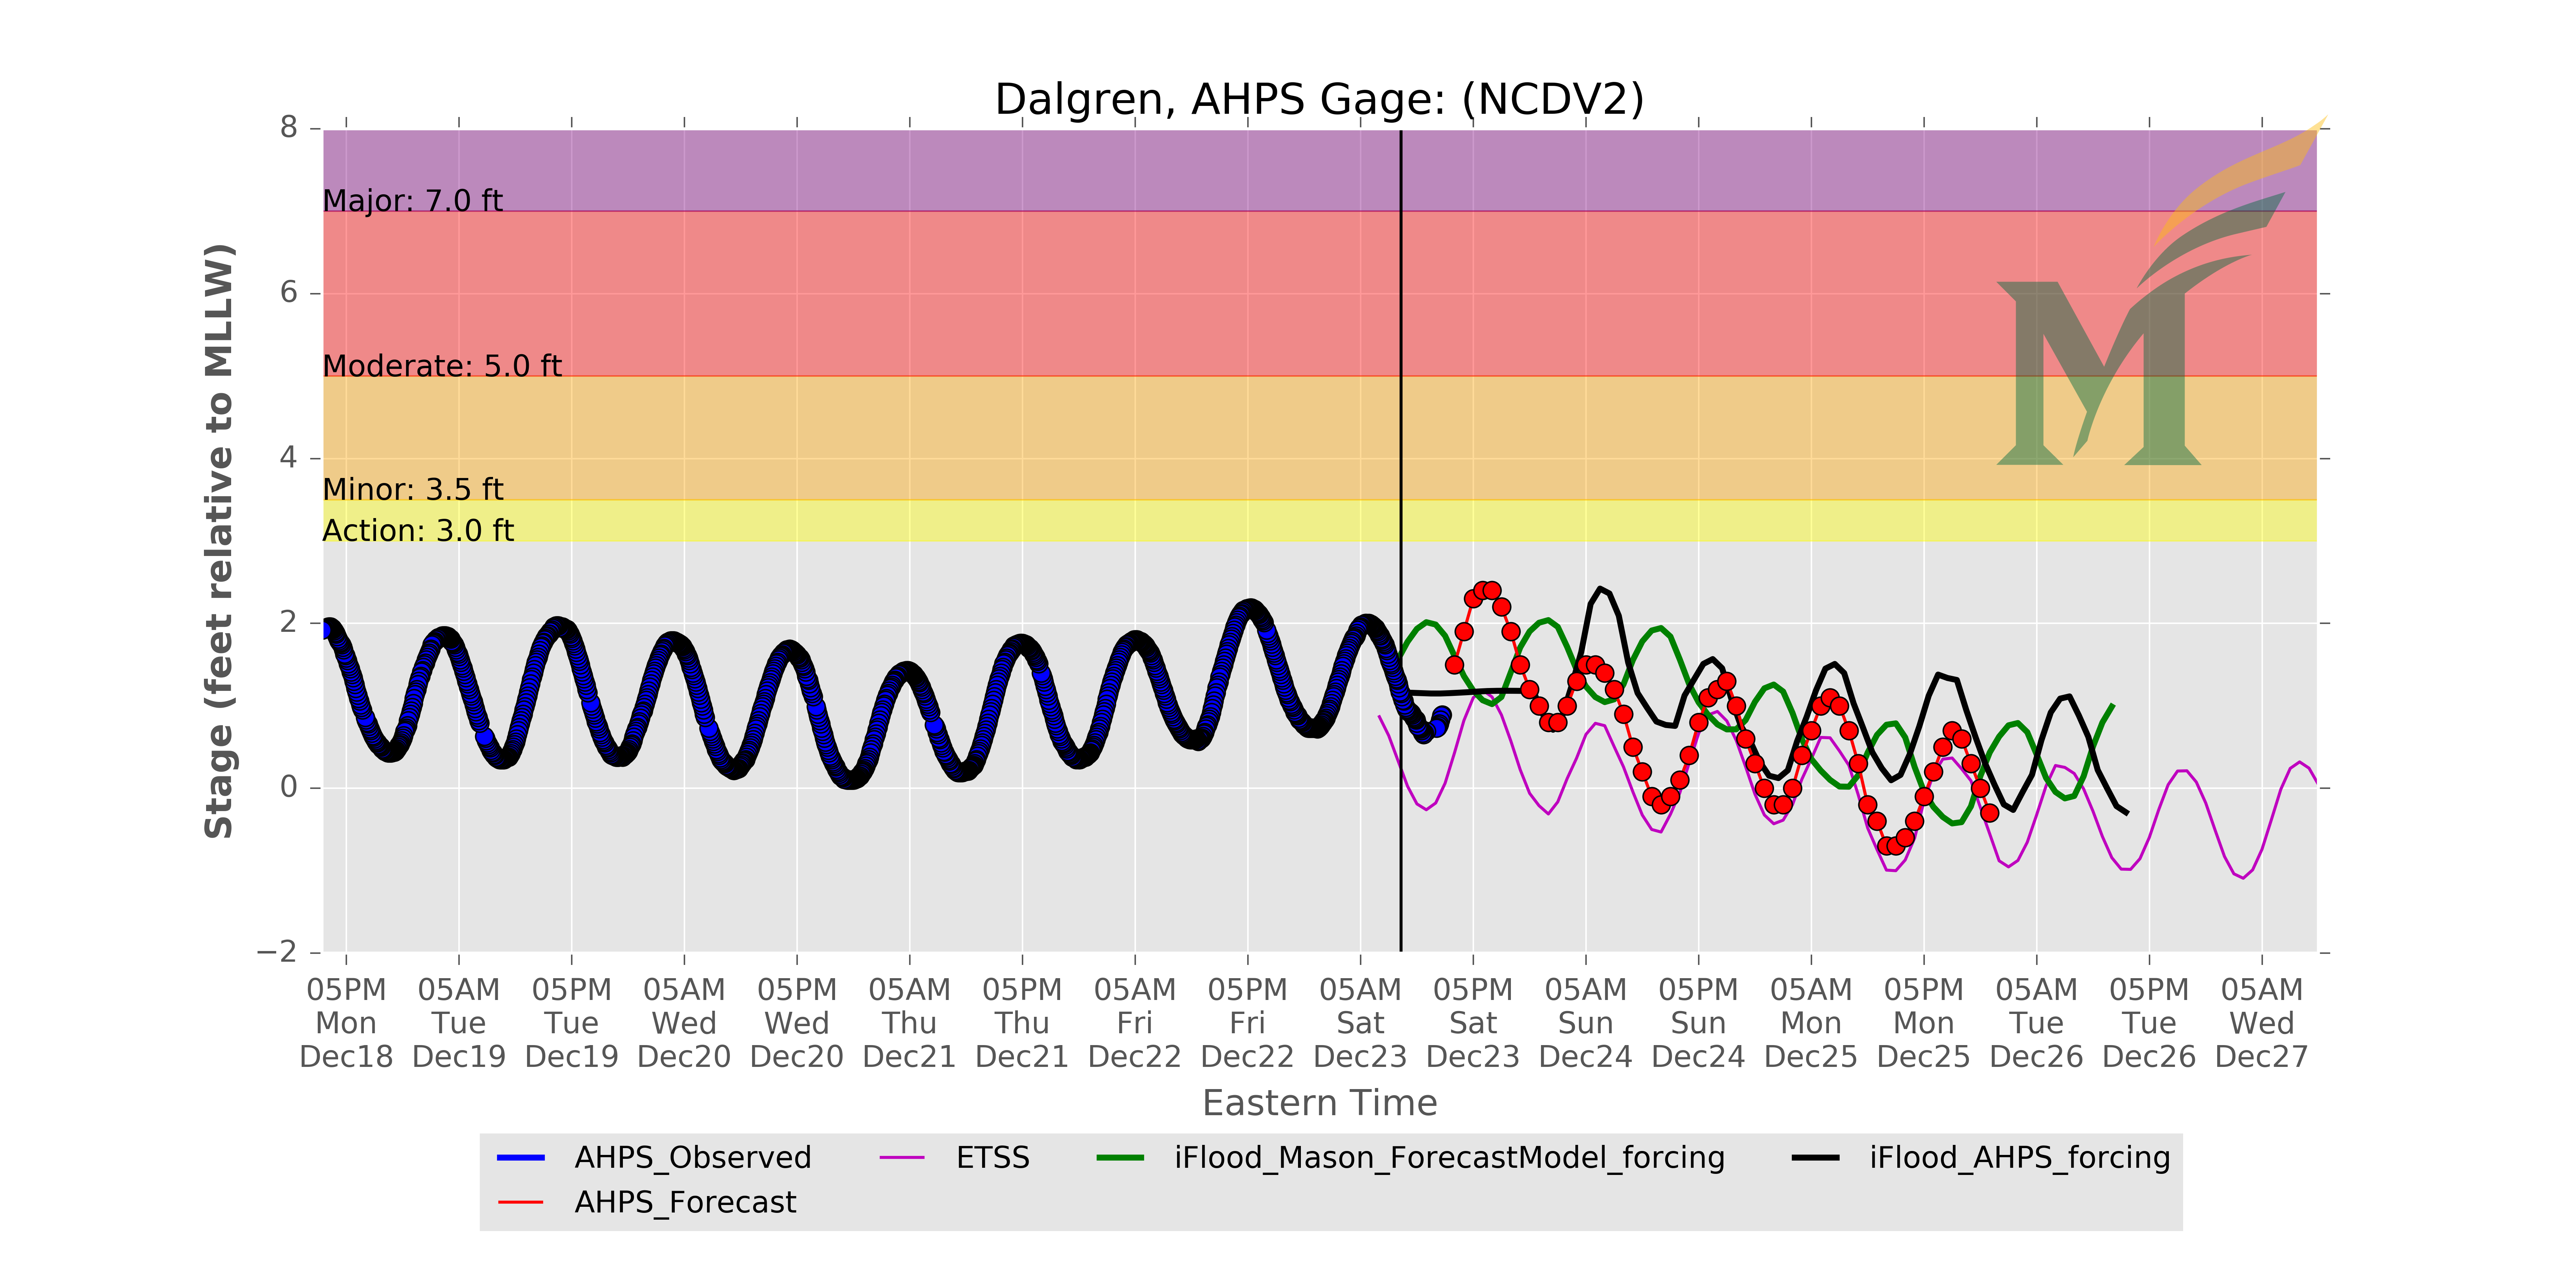 Dalgren, AHPS Gage: (NCDV2)
Stage (feet relative to MLLW)
8
6
4
2
0
−2
Major: 7.0 ft
Moderate: 5.0 ft
Minor: 3.5 ft
Action: 3.0 ft
M
05PM 05AM 05PM 05AM 05PM 05AM 05PM 05AM 05PM 05AM 05PM 05AM 05PM 05AM 05PM 05AM 05PM 05AM
Mon Tue Tue Wed Wed Thu Thu Fri Fri Sat Sat Sun Sun Mon Mon Tue Tue Wed
Dec18 Dec19 Dec19 Dec20 Dec20 Dec21 Dec21 Dec22 Dec22 Dec23 Dec23 Dec24 Dec24 Dec25 Dec25 Dec26 Dec26 Dec27
Eastern Time
AHPS_Observed ETSS iFlood_Mason_ForecastModel_forcing iFlood_AHPS_forcing
AHPS_Forecast